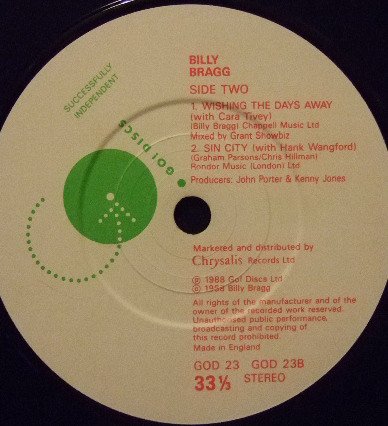 SUCCESSFULLY
INDEPENDENT
GO! DISCS
BILLY
BRAGG
SIDE TWO
1. WISHING THE DAYS AWAY
(with Cara Tivey)
(Billy Bragg) Chappell Music Ltd
Mixed by Grant Showbiz
2. SIN CITY (with Hank Wangford)
(Graham Parsons/Chris Hillman)
Rondor Music (London) Ltd
Producers: John Porter & Kenny Jones
Marketed and distributed by
Chrysalis Records Ltd
℗ 1988 Go! Discs Ltd
© 1988 Billy Bragg
All rights of the manufacturer and of the
owner of the recorded work reserved.
Unauthorised public performance,
broadcasting and copying of
this record prohibited.
Made in England
GOD 23 GOD 23B
33⅓ STEREO